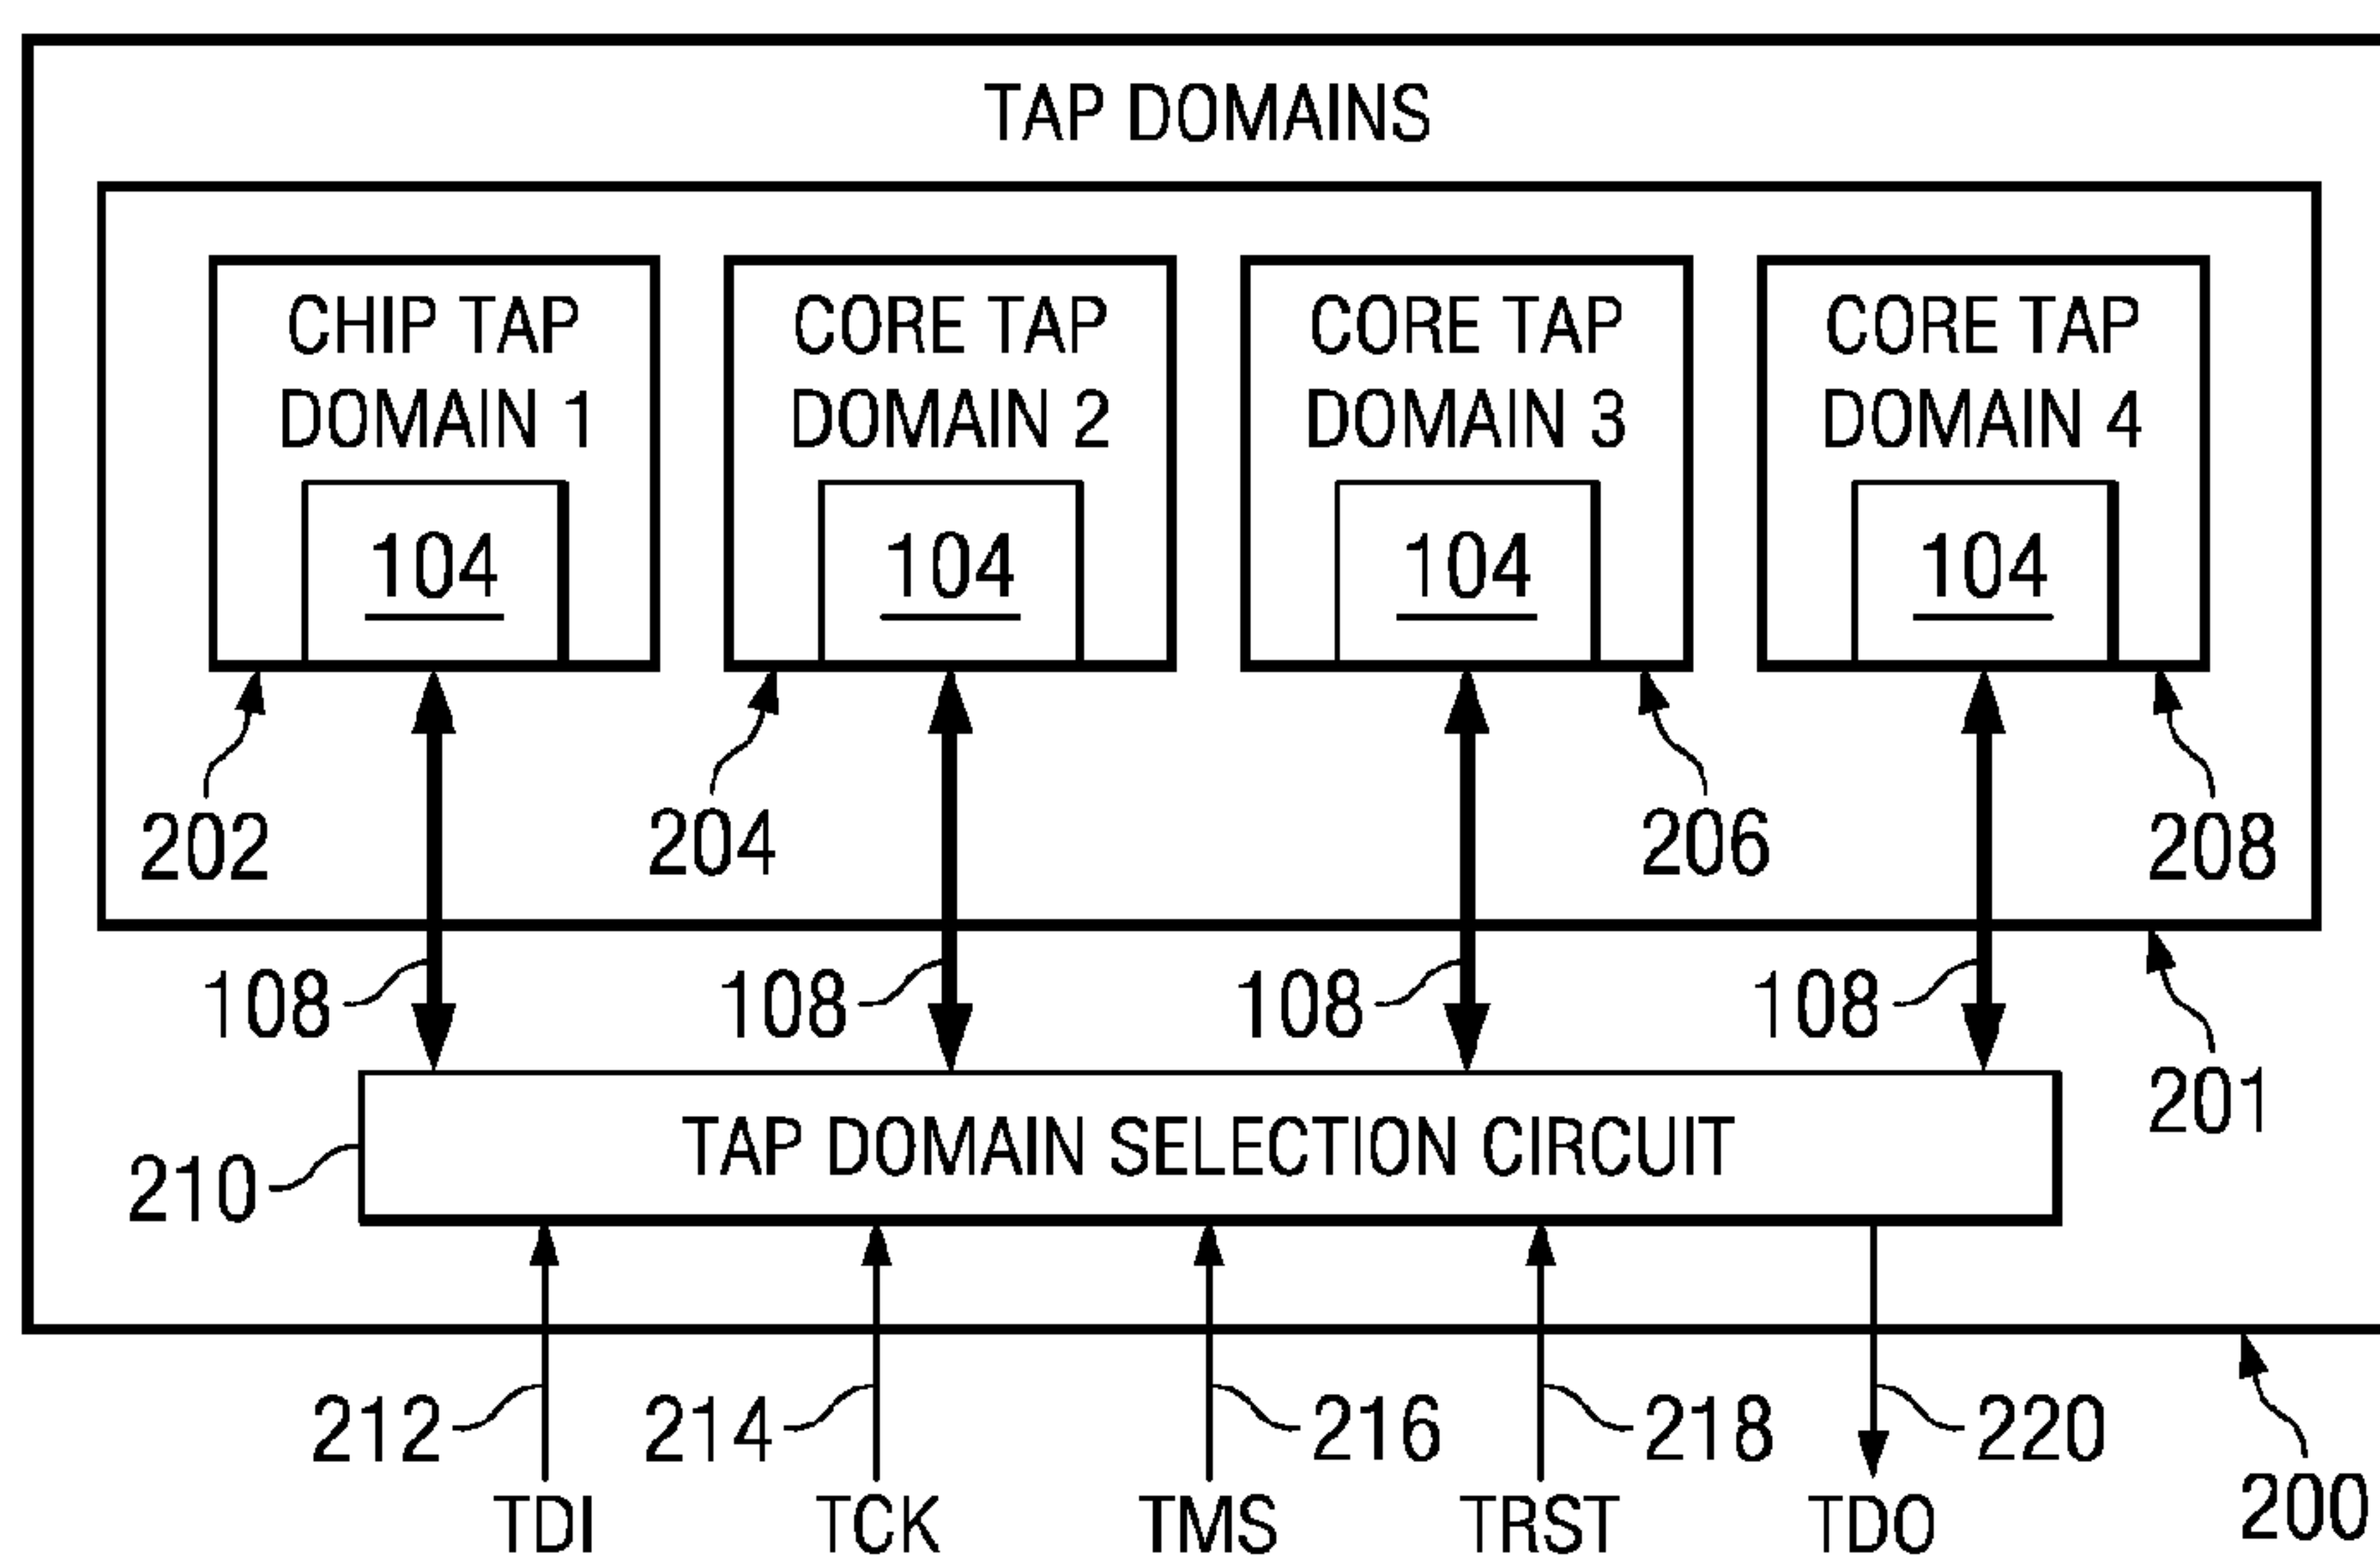 TAP DOMAINS
CHIP TAP DOMAIN 1
CORE TAP DOMAIN 2
CORE TAP DOMAIN 3
CORE TAP DOMAIN 4
104 104 104 104
202 204 206 208
108 108 108 108
201
TAP DOMAIN SELECTION CIRCUIT
210
212 214 216 218 220
200
TDI TCK TMS TRST TDO